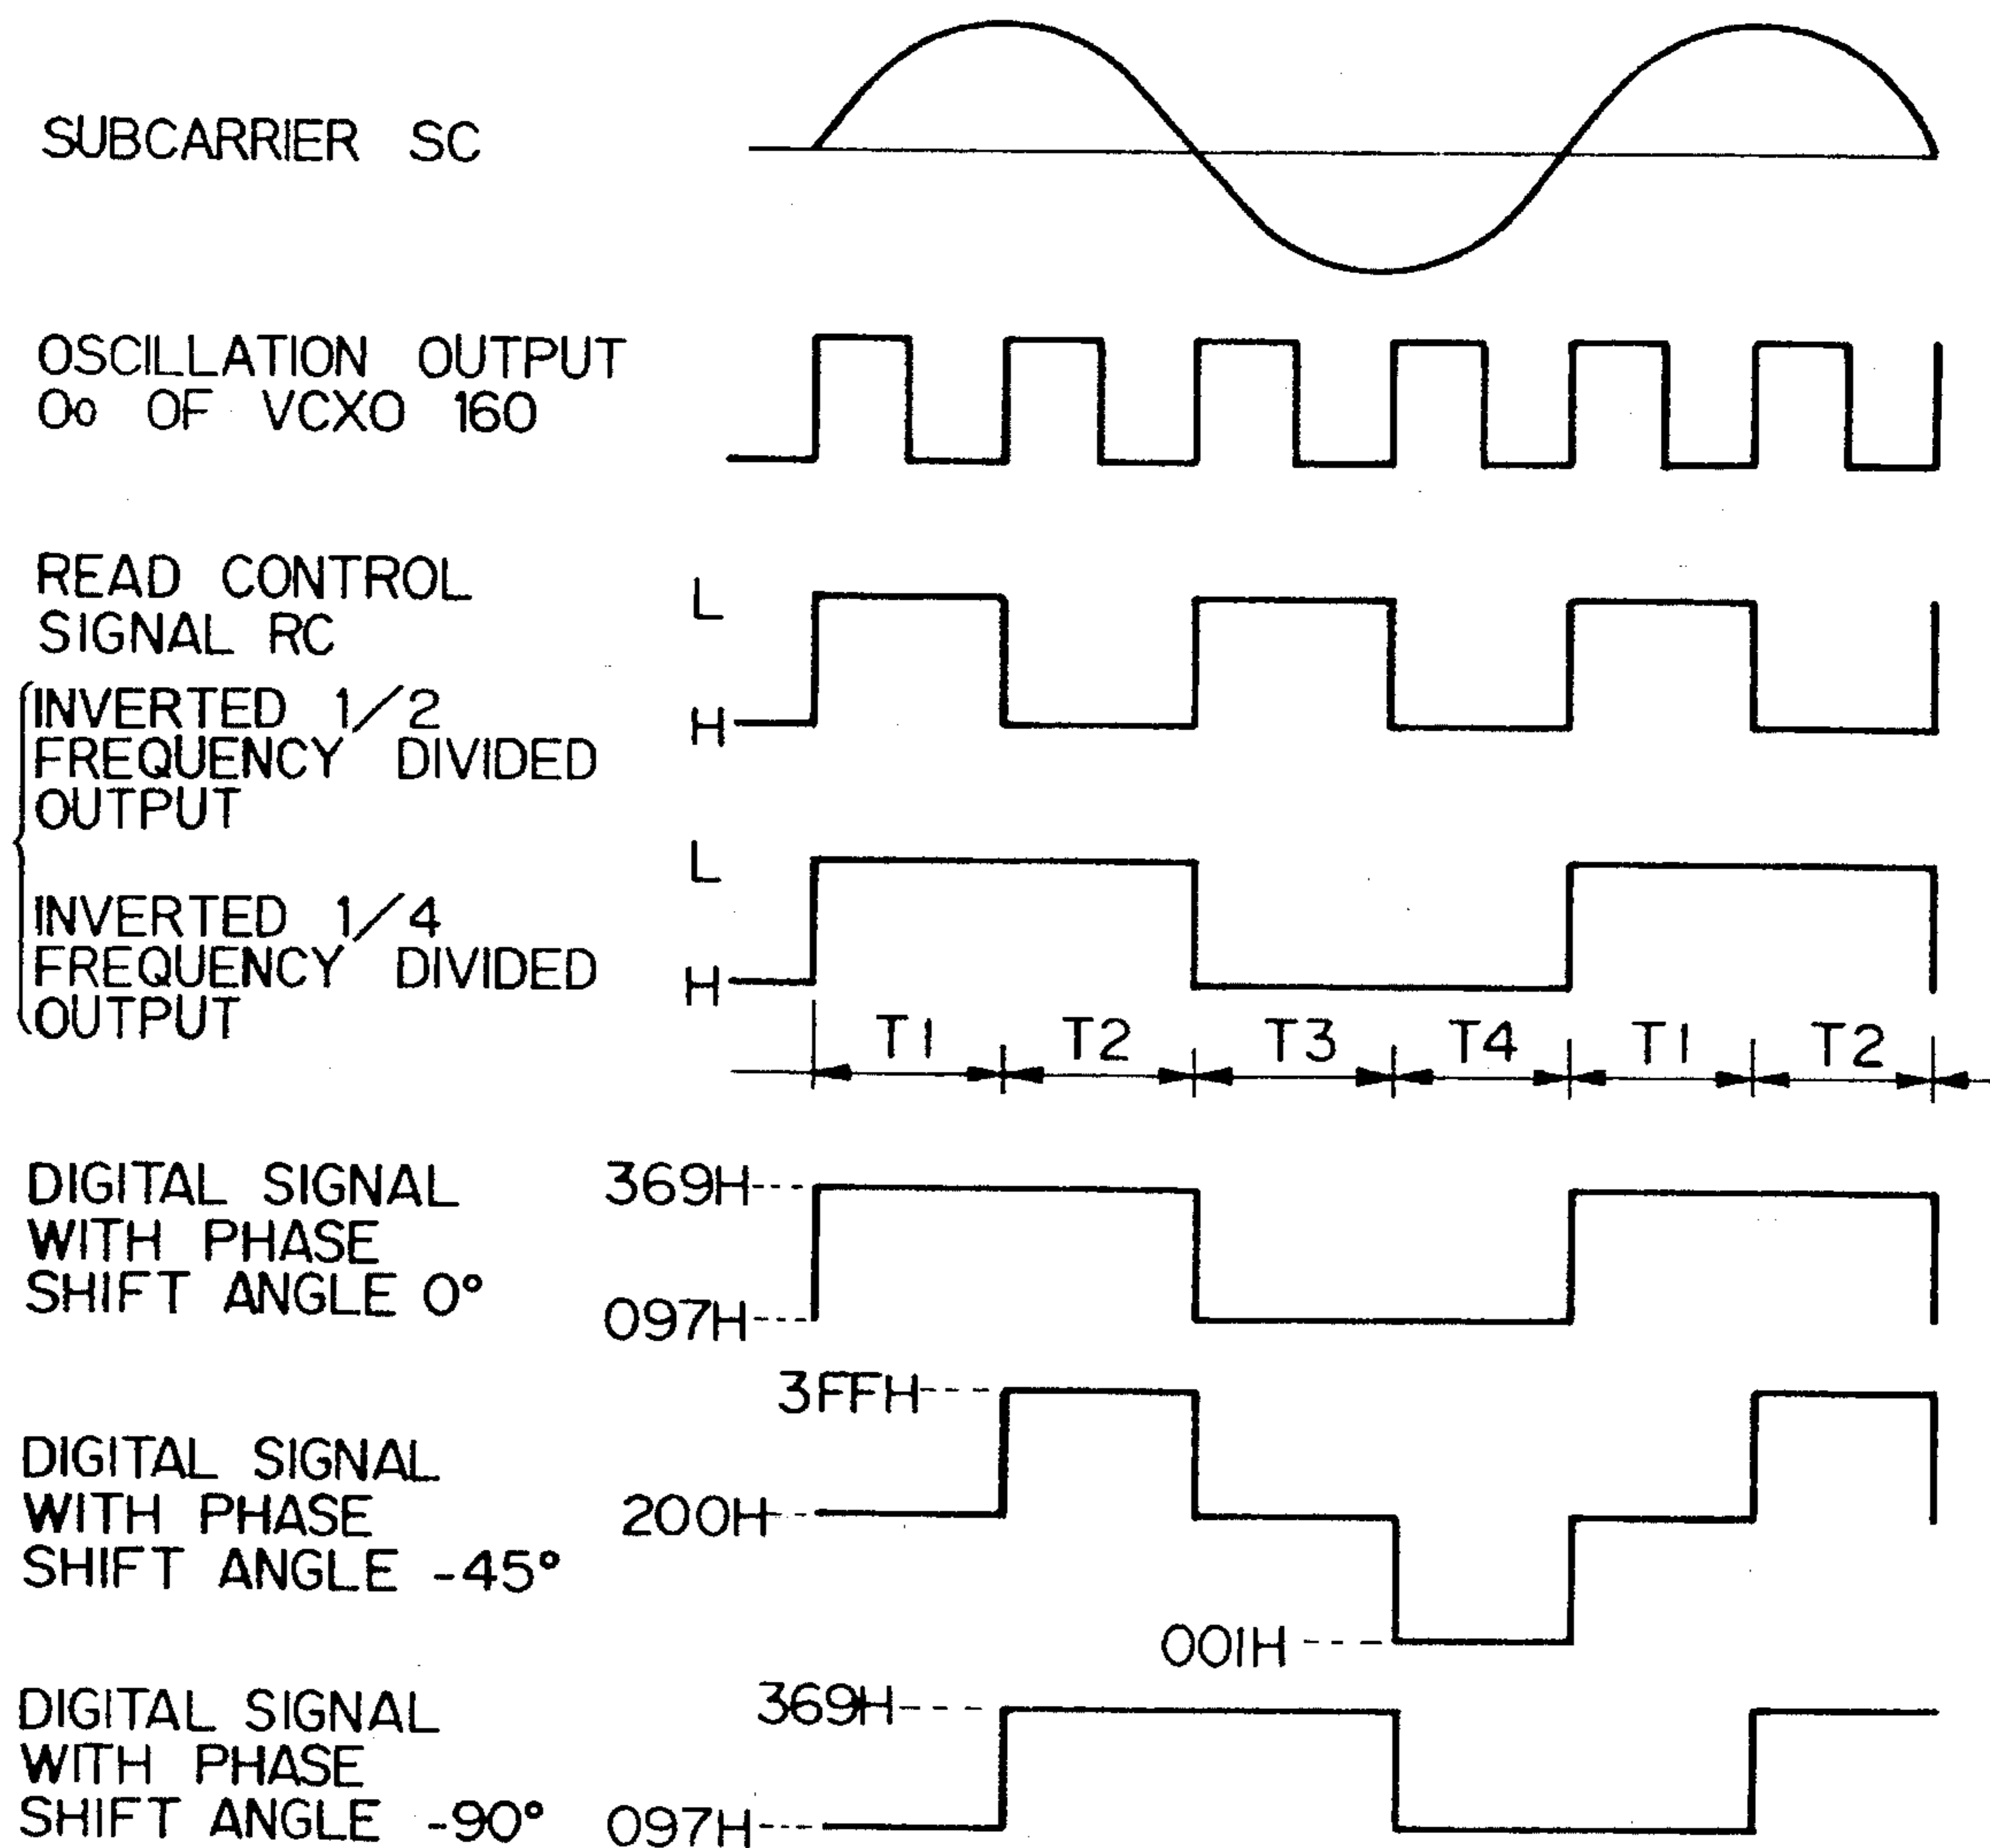 SUBCARRIER SC
OSCILLATION OUTPUT
Oo OF VCXO 160
READ CONTROL
SIGNAL RC
L
INVERTED 1/2
FREQUENCY DIVIDED
OUTPUT
H
L
INVERTED 1/4
FREQUENCY DIVIDED
OUTPUT
H
T1 T2 T3 T4 T1 T2
DIGITAL SIGNAL
WITH PHASE
SHIFT ANGLE 0°
369H
097H
3FFH
DIGITAL SIGNAL
WITH PHASE
SHIFT ANGLE -45°
200H
001H
DIGITAL SIGNAL
WITH PHASE
SHIFT ANGLE -90°
369H
097H